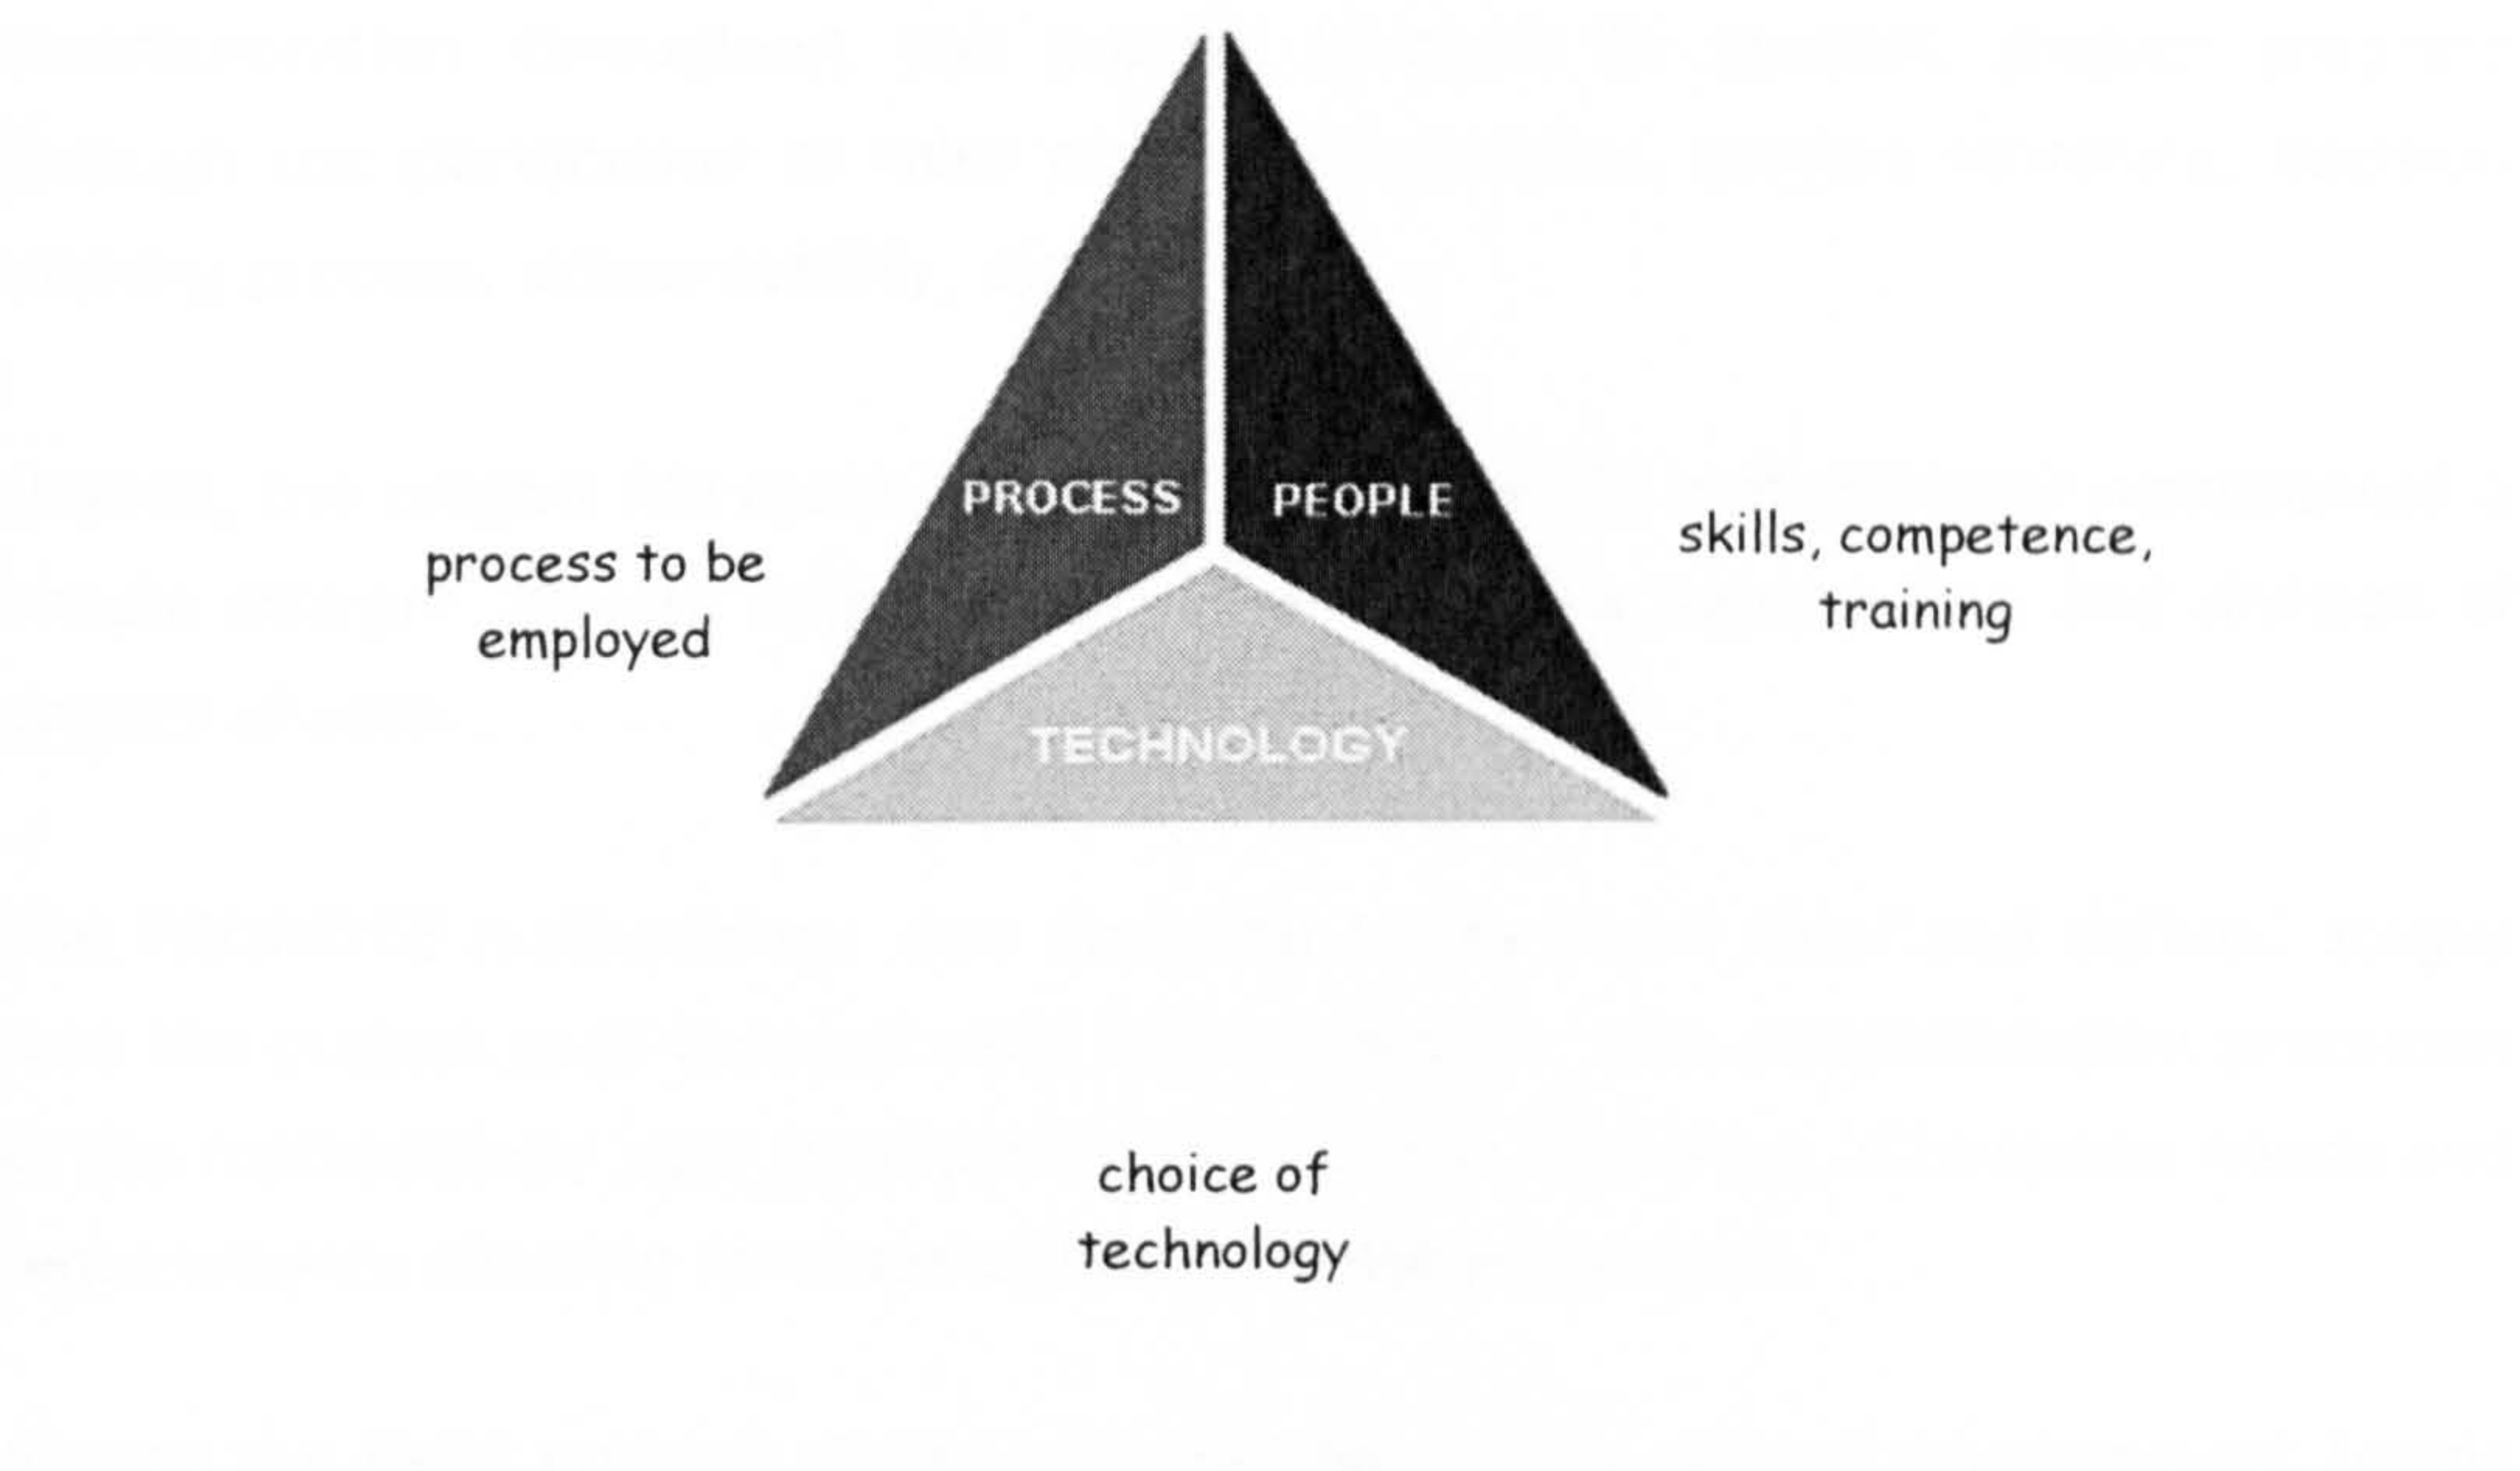 PROCESS
PEOPLE
process to be
employed
skills, competence,
training
TECHNOLOGY
choice of
technology